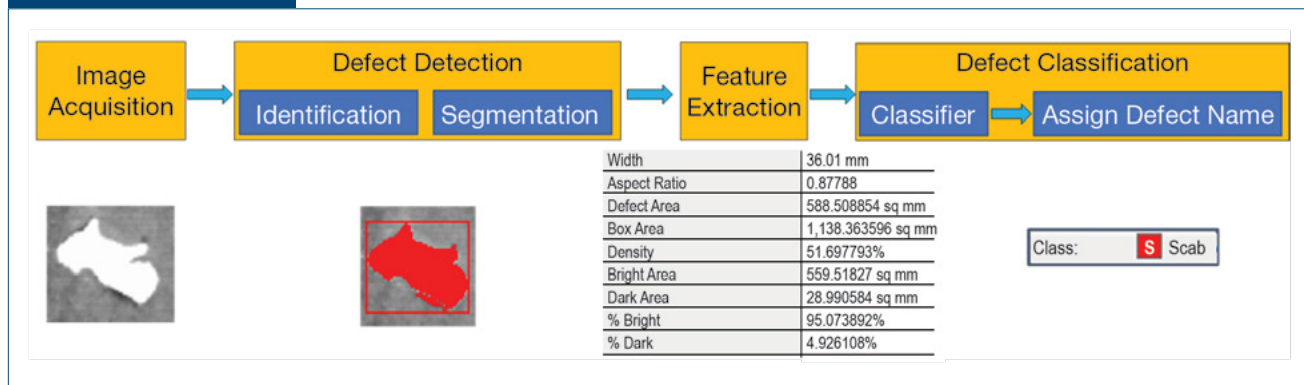 Image
Acquisition
Defect Detection
Identification
Segmentation
Feature
Extraction
Defect Classification
Classifier
Assign Defect Name
Width 36.01 mm
Aspect Ratio 0.87788
Defect Area 588.508854 sq mm
Box Area 1,138.363596 sq mm
Density 51.697793%
Bright Area 559.51827 sq mm
Dark Area 28.990584 sq mm
% Bright 95.073892%
% Dark 4.926108%
Class: S Scab